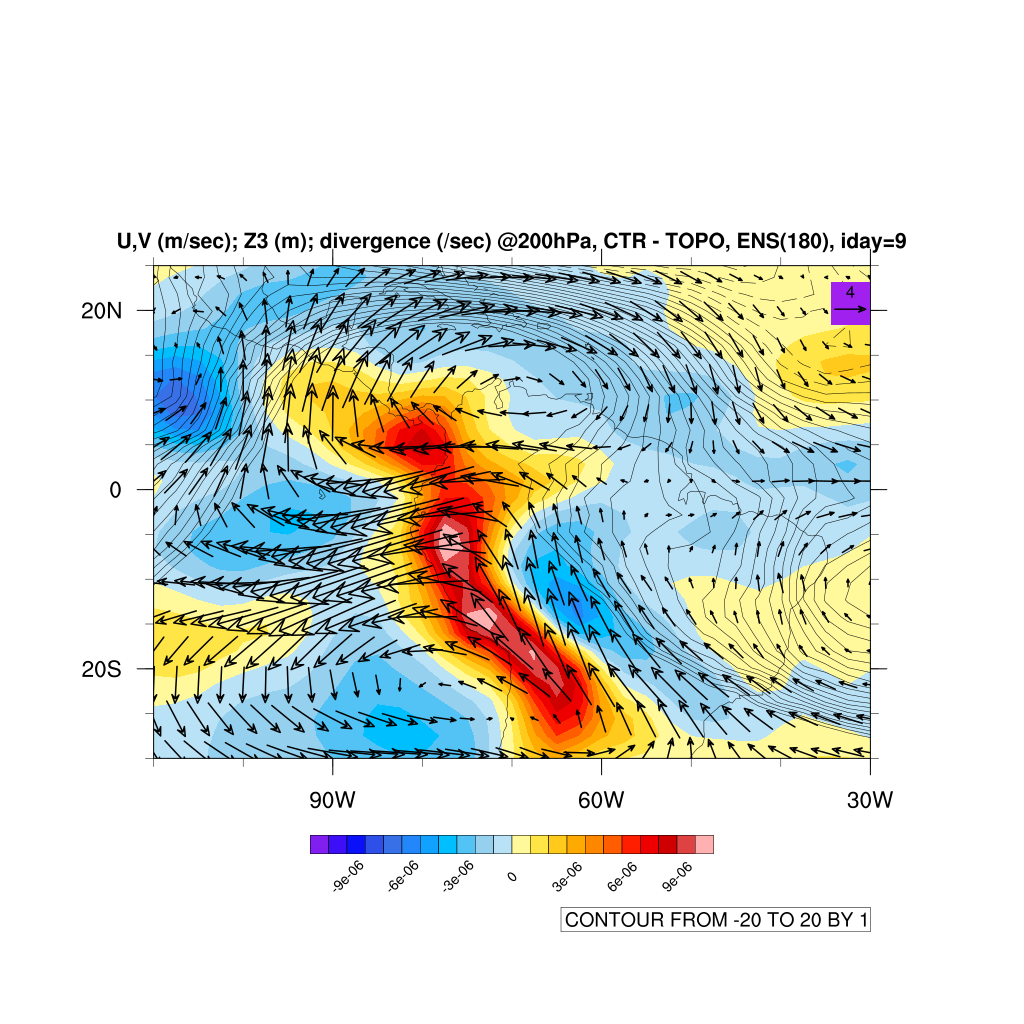 U,V (m/sec); Z3 (m); divergence (/sec) @200hPa, CTR - TOPO, ENS(180), iday=9
4
20N
0
20S
90W 60W 30W
-9e-06 -6e-06 -3e-06 0 3e-06 6e-06 9e-06
CONTOUR FROM -20 TO 20 BY 1